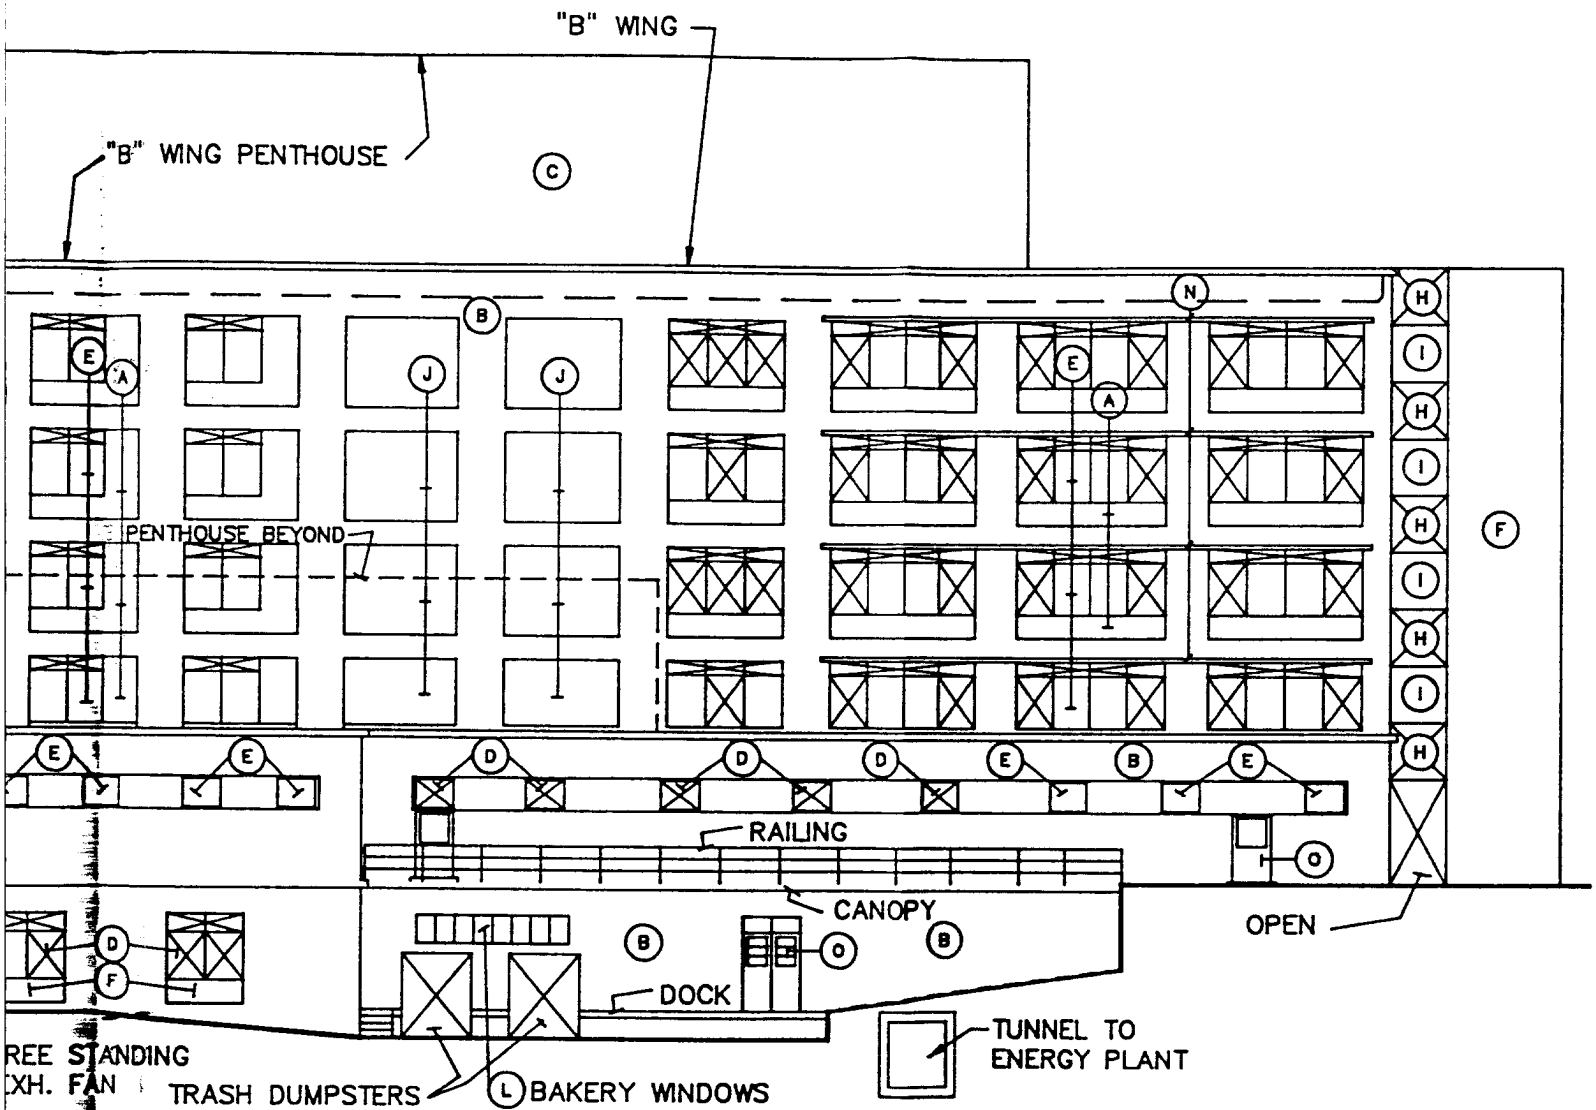 "B" WING
"B" WING PENTHOUSE
C
N
H
B
E
A
J
J
E
A
I
H
I
PENTHOUSE BEYOND
H
F
I
H
I
E
E
D
D
D
E
B
E
H
RAILING
O
CANOPY
OPEN
D
B
O
B
F
DOCK
REE STANDING
XH. FAN
TRASH DUMPSTERS
L BAKERY WINDOWS
TUNNEL TO
ENERGY PLANT